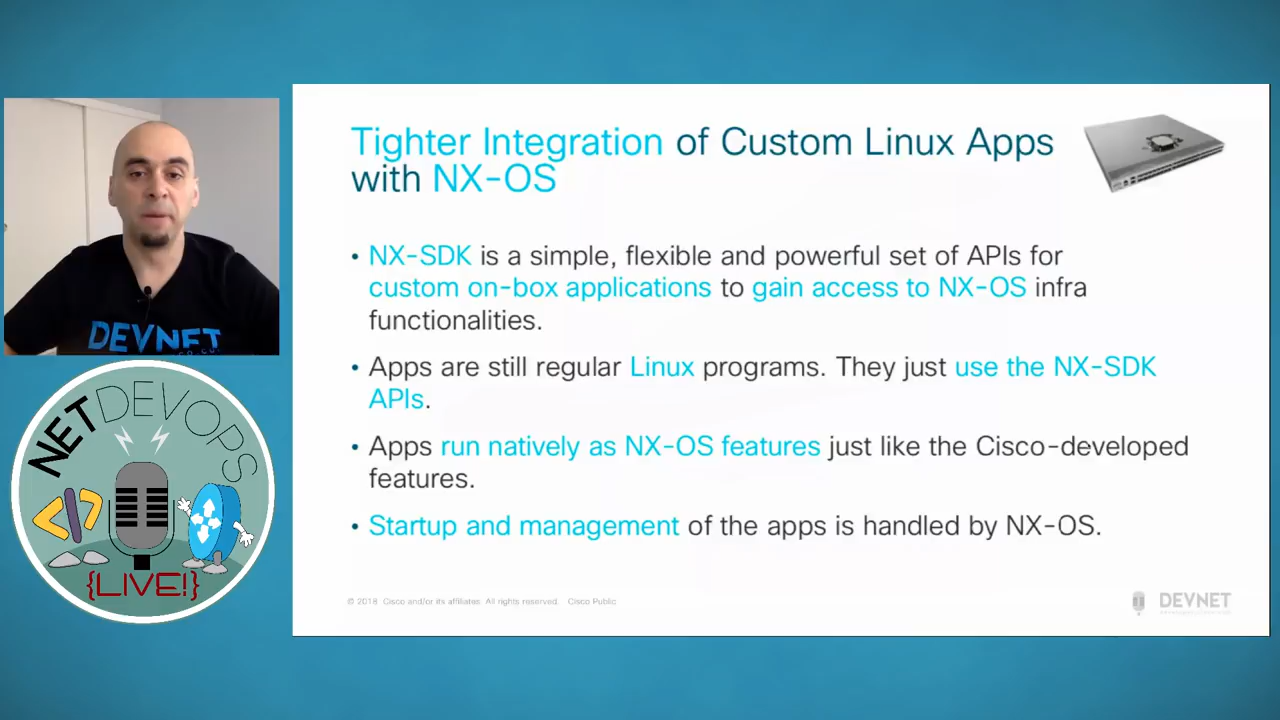 Tighter Integration of Custom Linux Apps
with NX-OS
• NX-SDK is a simple, flexible and powerful set of APIs for
custom on-box applications to gain access to NX-OS infra
functionalities.
• Apps are still regular Linux programs. They just use the NX-SDK
APIs.
• Apps run natively as NX-OS features just like the Cisco-developed
features.
• Startup and management of the apps is handled by NX-OS.
© 2018 Cisco and/or its affiliates. All rights reserved. Cisco Public
DEVNET
DEVNET
NETDEVOPS
{LIVE!}